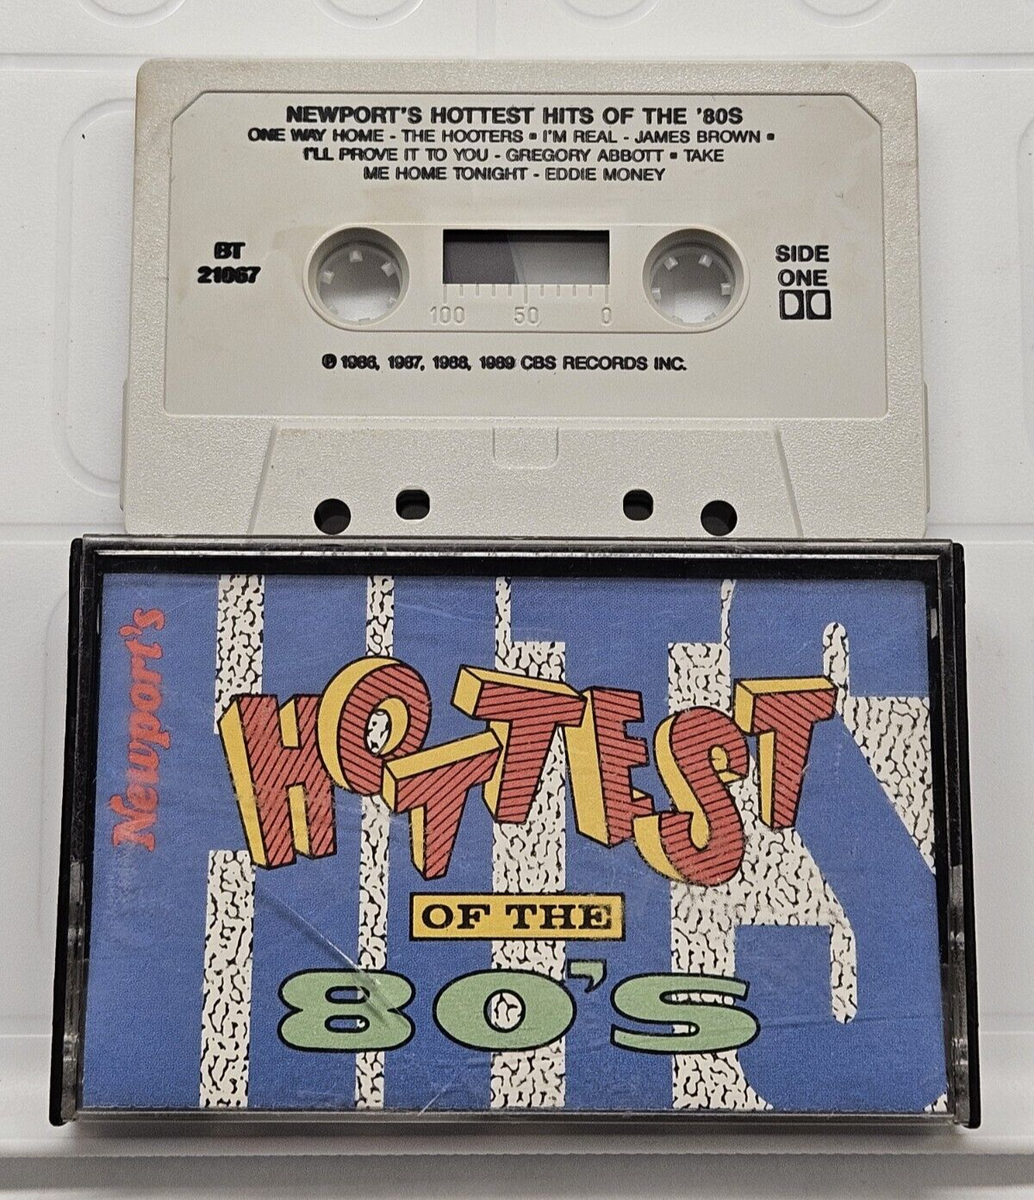 NEWPORT'S HOTTEST HITS OF THE '80S
ONE WAY HOME - THE HOOTERS ▪ I'M REAL - JAMES BROWN ▪
I'LL PROVE IT TO YOU - GREGORY ABBOTT ▪ TAKE
ME HOME TONIGHT - EDDIE MONEY
BT
21067
SIDE
ONE
100 50 0
℗ 1986, 1987, 1988, 1989 CBS RECORDS INC.
Newport's
HOTTEST
HITS
OF THE
80'S